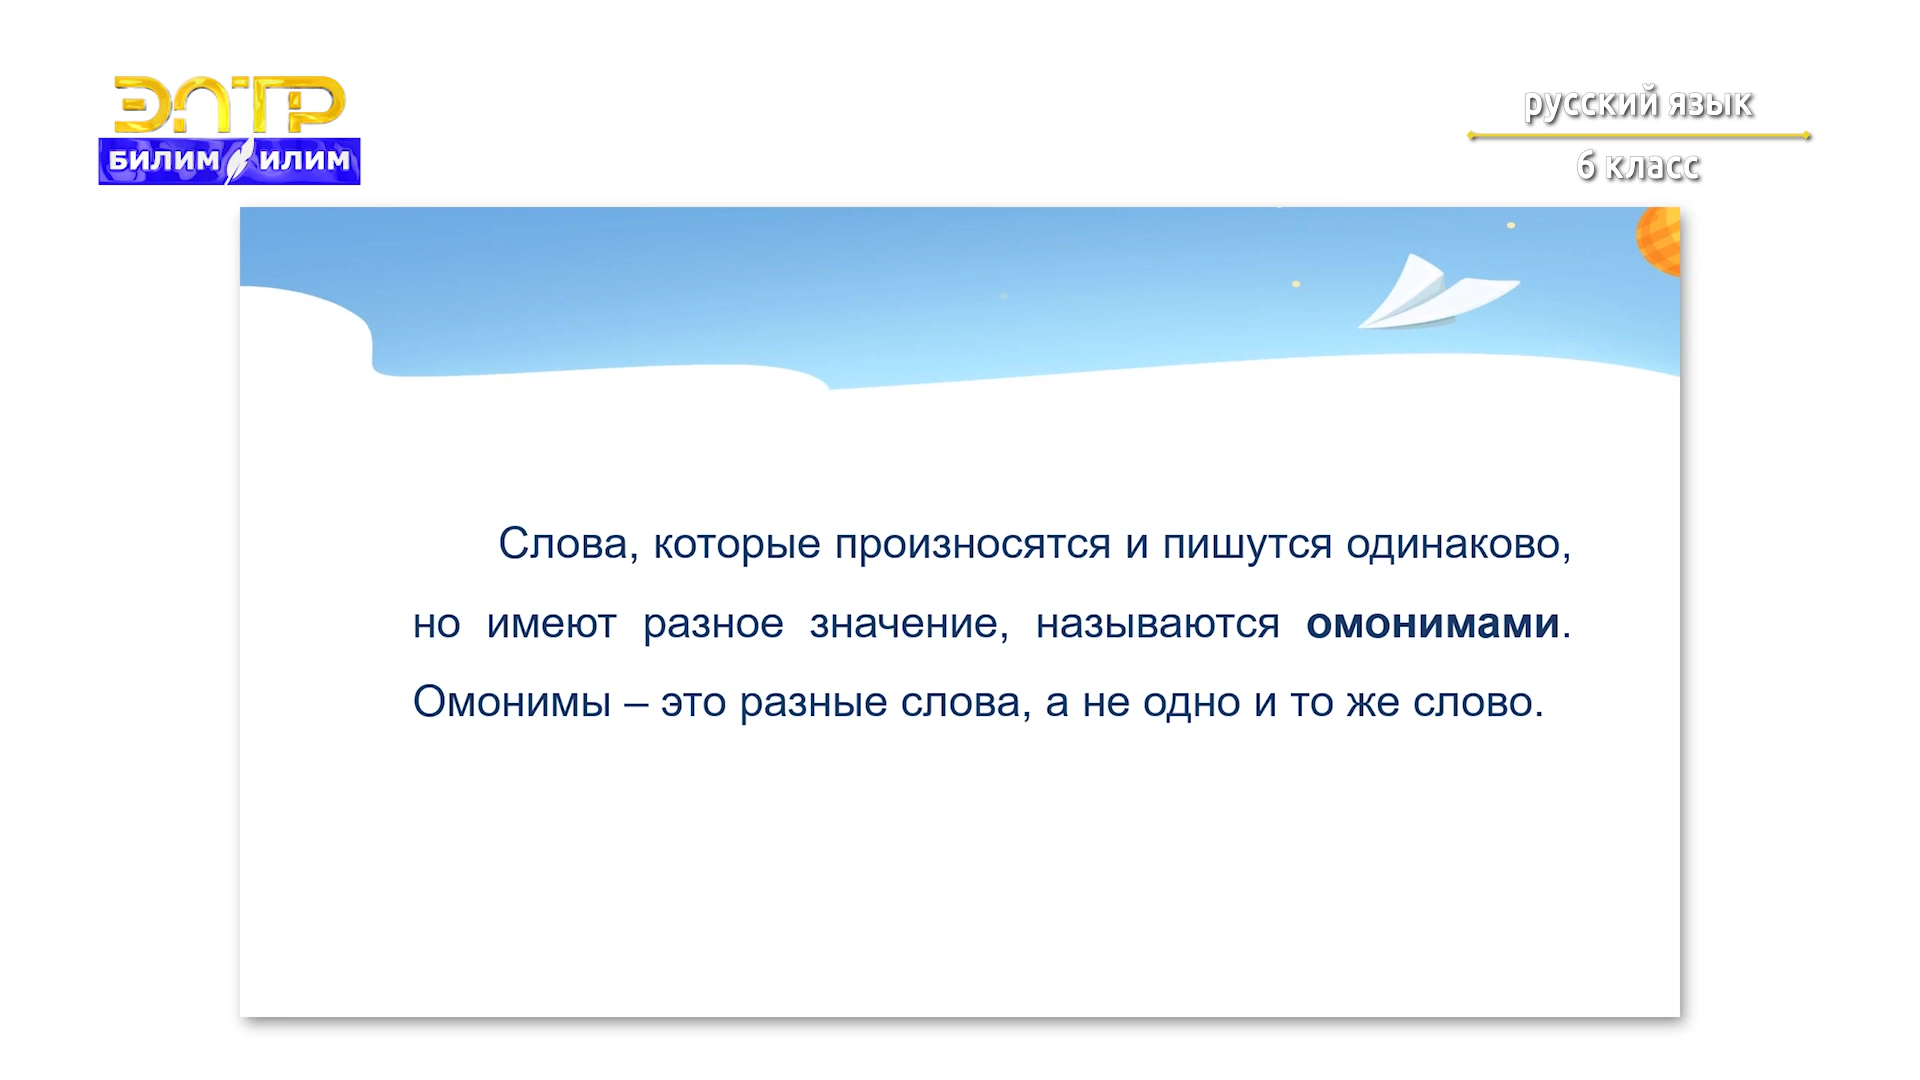 ЭЛТР
БИЛИМ ИЛИМ
русский язык
6 класс
Слова, которые произносятся и пишутся одинаково,
но имеют разное значение, называются омонимами.
Омонимы – это разные слова, а не одно и то же слово.